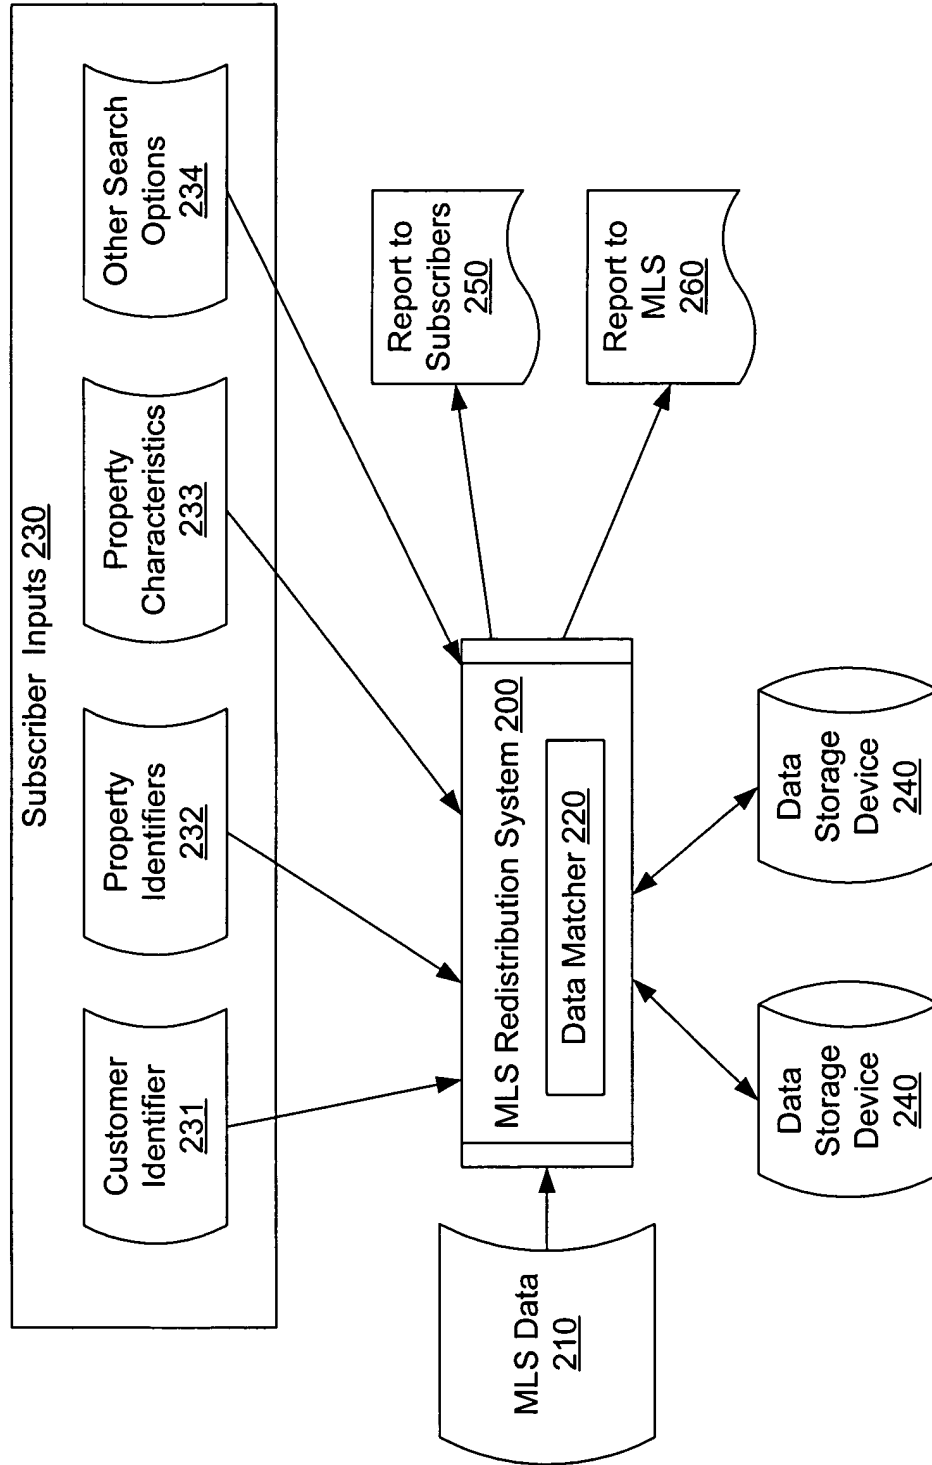 Subscriber Inputs 230
Customer
Identifier
231
Property
Identifiers
232
Property
Characteristics
233
Other Search
Options
234
MLS Data
210
MLS Redistribution System 200
Data Matcher 220
Report to
Subscribers
250
Report to
MLS
260
Data
Storage
Device
240
Data
Storage
Device
240